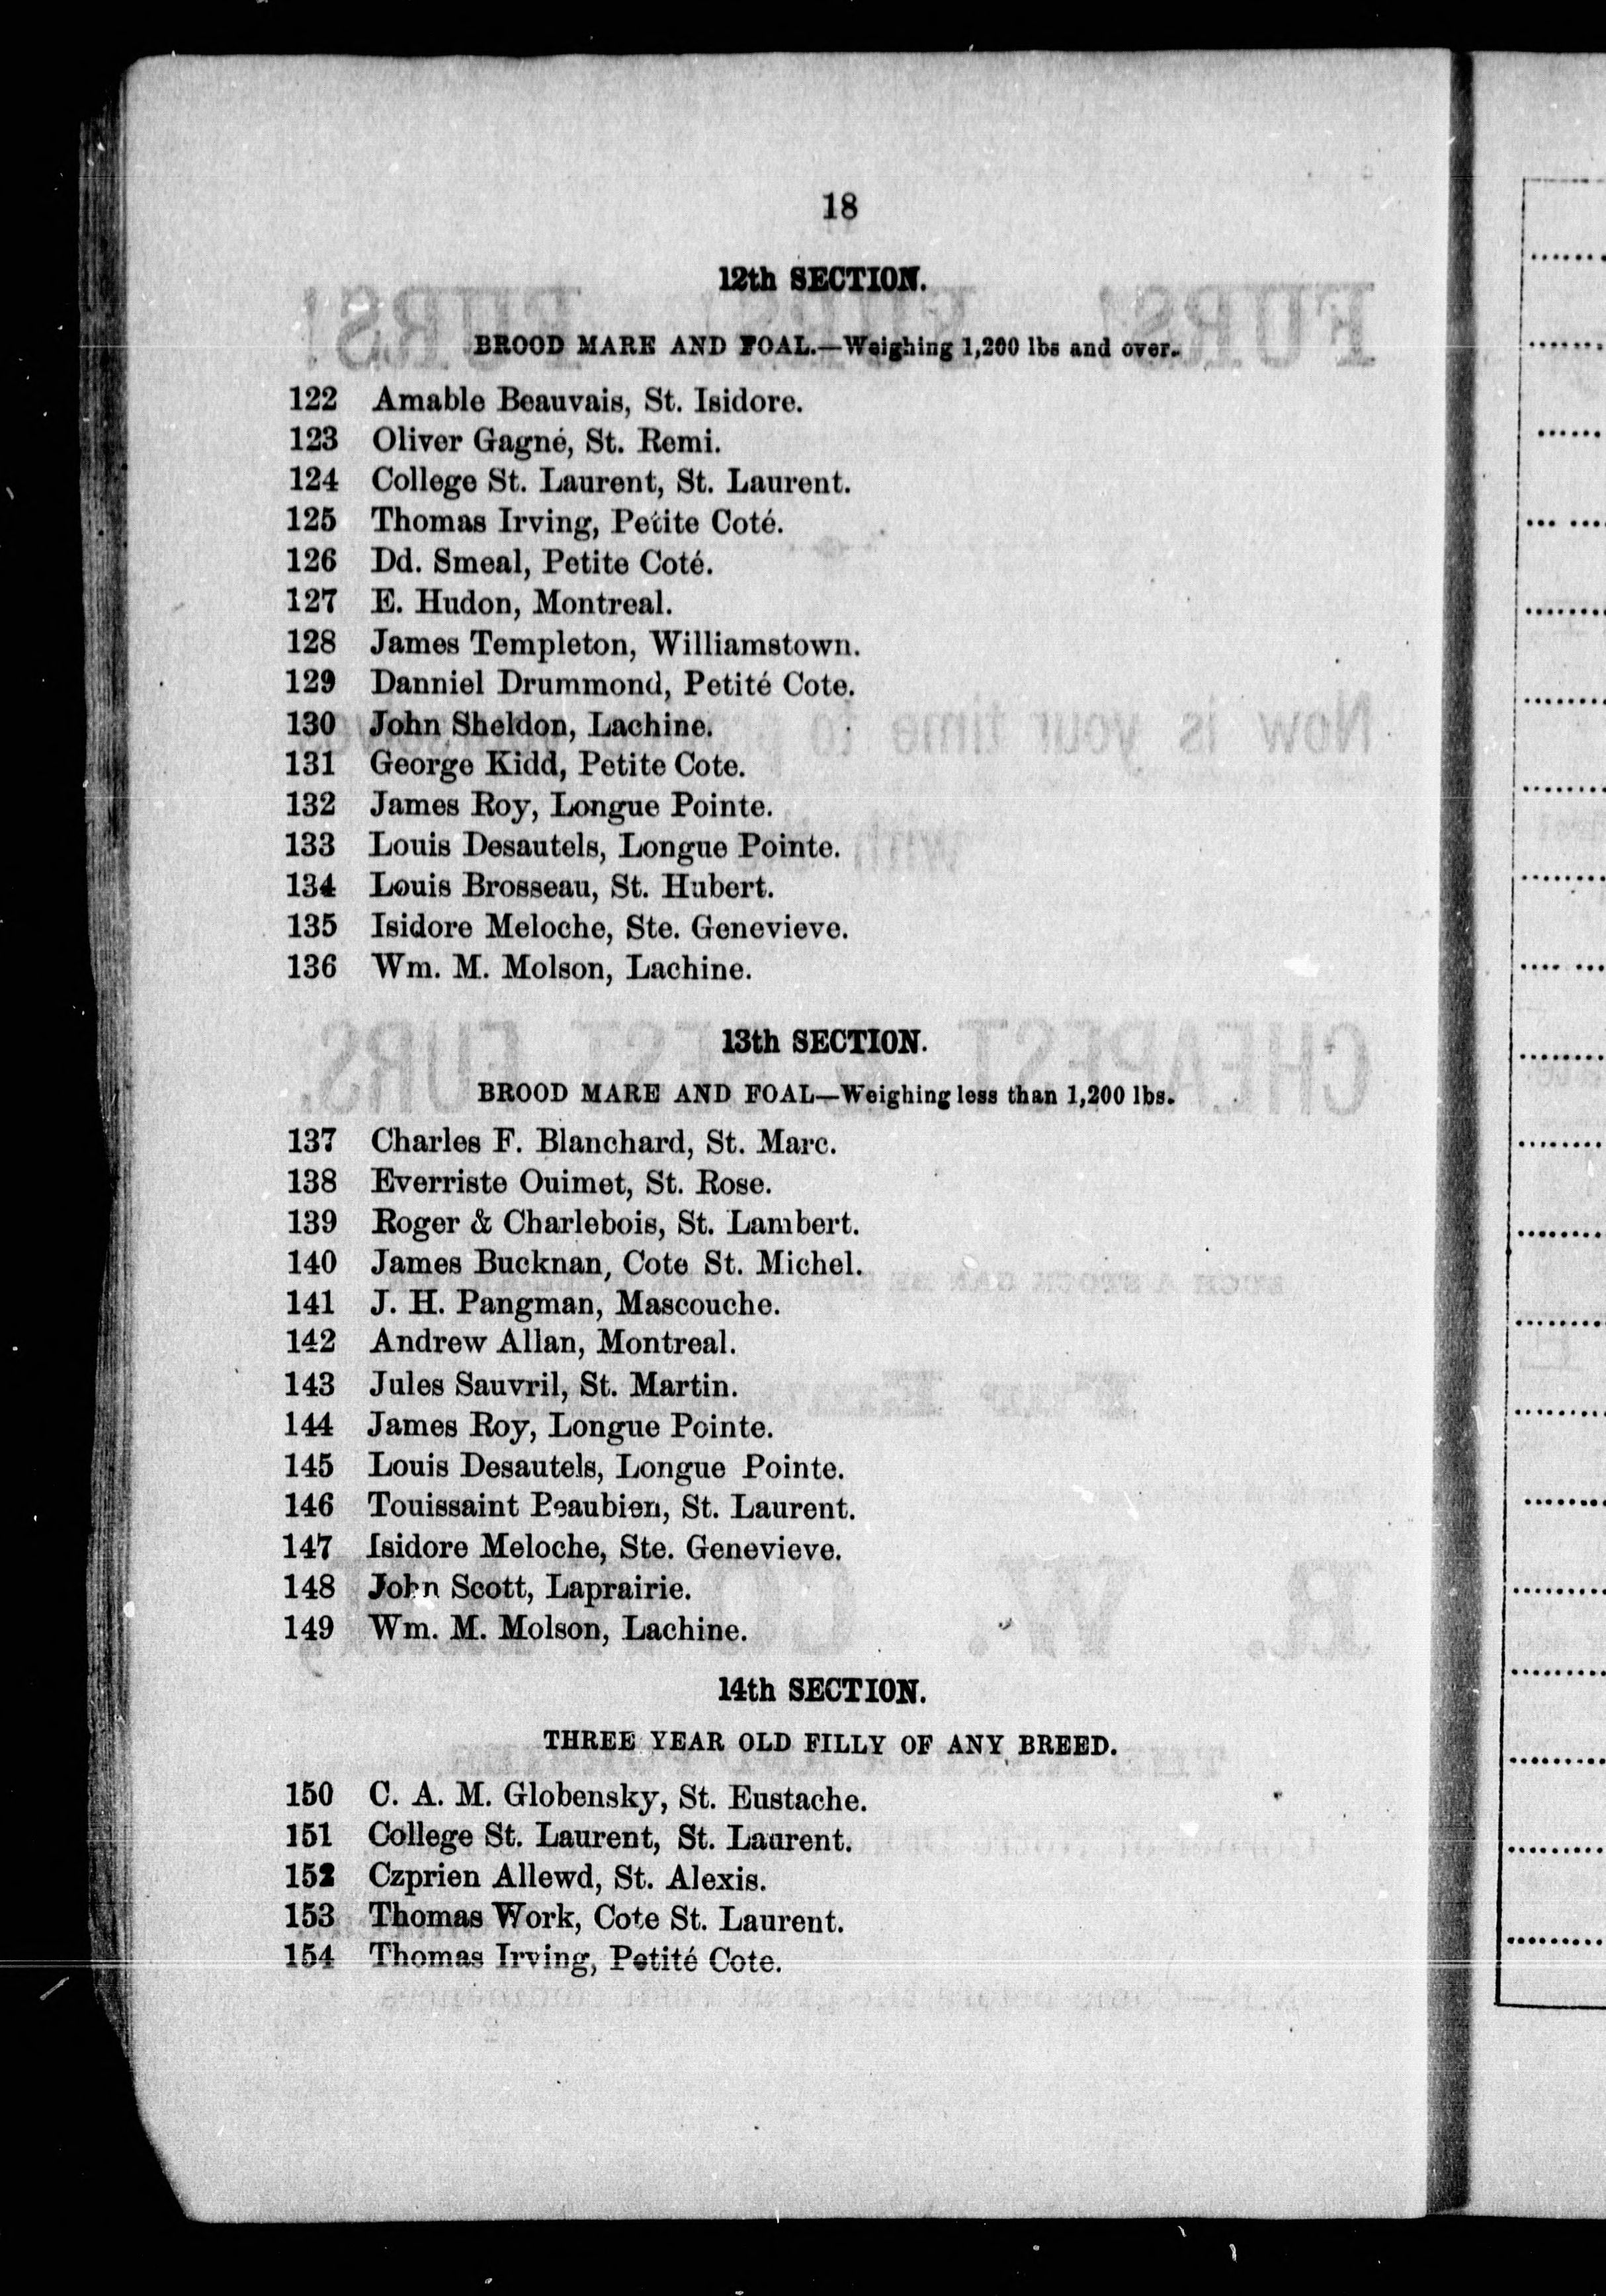 18
12th SECTION.
BROOD MARE AND FOAL.—Weighing 1,200 lbs and over.
122 Amable Beauvais, St. Isidore.
123 Oliver Gagné, St. Remi.
124 College St. Laurent, St. Laurent.
125 Thomas Irving, Petite Coté.
126 Dd. Smeal, Petite Coté.
127 E. Hudon, Montreal.
128 James Templeton, Williamstown.
129 Danniel Drummond, Petité Cote.
130 John Sheldon, Lachine.
131 George Kidd, Petite Cote.
132 James Roy, Longue Pointe.
133 Louis Desautels, Longue Pointe.
134 Louis Brosseau, St. Hubert.
135 Isidore Meloche, Ste. Genevieve.
136 Wm. M. Molson, Lachine.
13th SECTION.
BROOD MARE AND FOAL—Weighing less than 1,200 lbs.
137 Charles F. Blanchard, St. Marc.
138 Everriste Ouimet, St. Rose.
139 Roger & Charlebois, St. Lambert.
140 James Bucknan, Cote St. Michel.
141 J. H. Pangman, Mascouche.
142 Andrew Allan, Montreal.
143 Jules Sauvril, St. Martin.
144 James Roy, Longue Pointe.
145 Louis Desautels, Longue Pointe.
146 Touissaint Beaubien, St. Laurent.
147 Isidore Meloche, Ste. Genevieve.
148 John Scott, Laprairie.
149 Wm. M. Molson, Lachine.
14th SECTION.
THREE YEAR OLD FILLY OF ANY BREED.
150 C. A. M. Globensky, St. Eustache.
151 College St. Laurent, St. Laurent.
152 Czprien Allewd, St. Alexis.
153 Thomas Work, Cote St. Laurent.
154 Thomas Irving, Petité Cote.